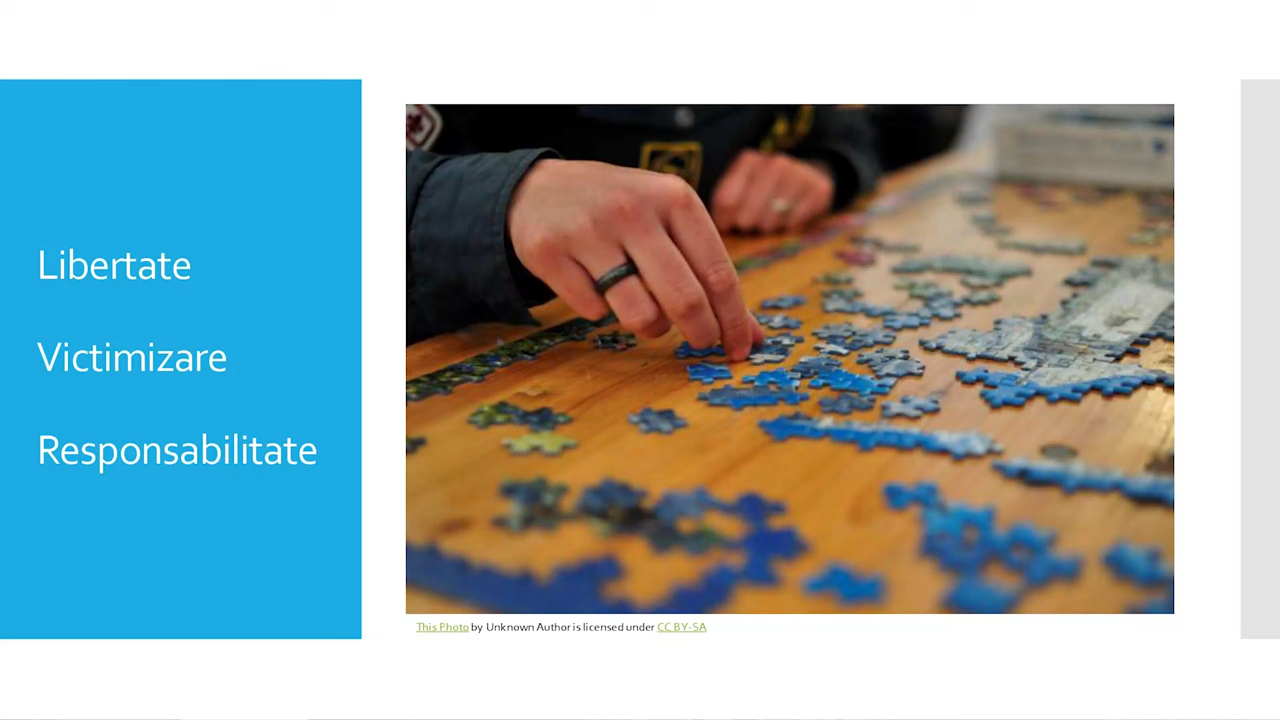 Libertate
Victimizare
Responsabilitate
This Photo by Unknown Author is licensed under CC BY-SA